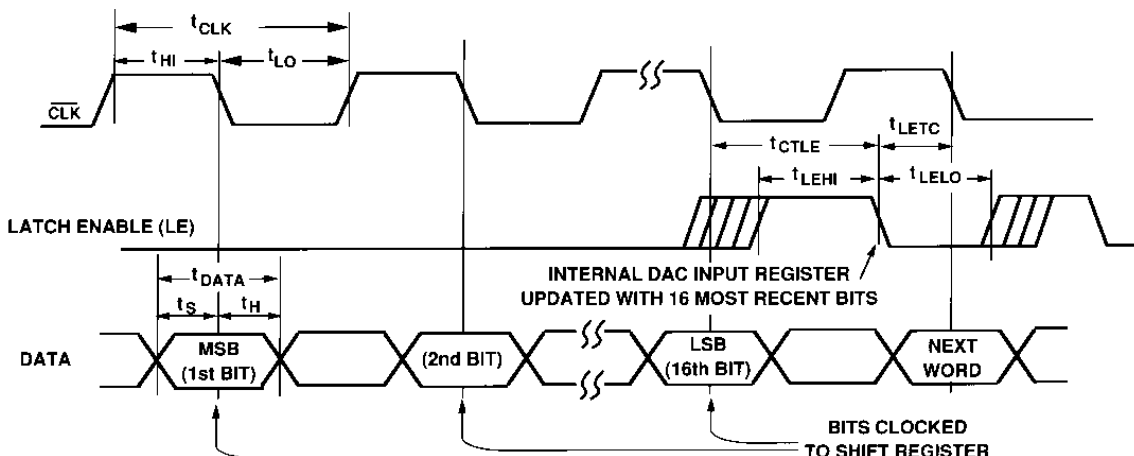 tCLK
tHI
tLO
CLK
tCTLE
tLETC
tLEHI
tLELO
LATCH ENABLE (LE)
tDATA
INTERNAL DAC INPUT REGISTER
UPDATED WITH 16 MOST RECENT BITS
tS
tH
DATA
MSB
(1st BIT)
(2nd BIT)
LSB
(16th BIT)
NEXT
WORD
BITS CLOCKED
TO SHIFT REGISTER